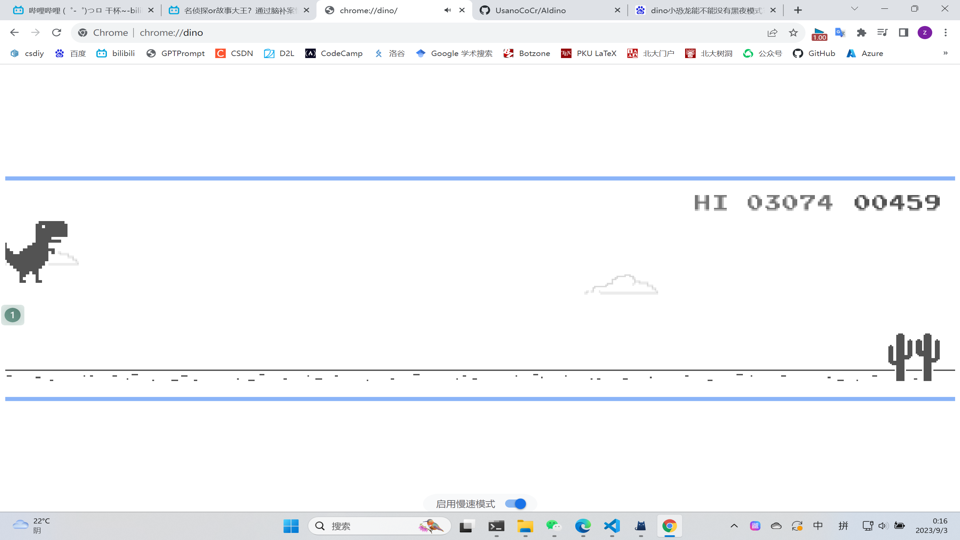 哔哩哔哩 (゜-゜)つロ 干杯~-bili
名侦探or故事大王？通过脑补案
chrome://dino/
UsanoCoCr/AIdino
dino小恐龙能不能没有黑夜模式
Chrome | chrome://dino
1.00
z
csdiy
百度
bilibili
GPTPrompt
CSDN
D2L
CodeCamp
洛谷
Google 学术搜索
Botzone
PKU LaTeX
北大门户
北大树洞
公众号
GitHub
Azure
»
HI 03074 00459
1
启用慢速模式
22°C
阴
搜索
中
拼
0:16
2023/9/3